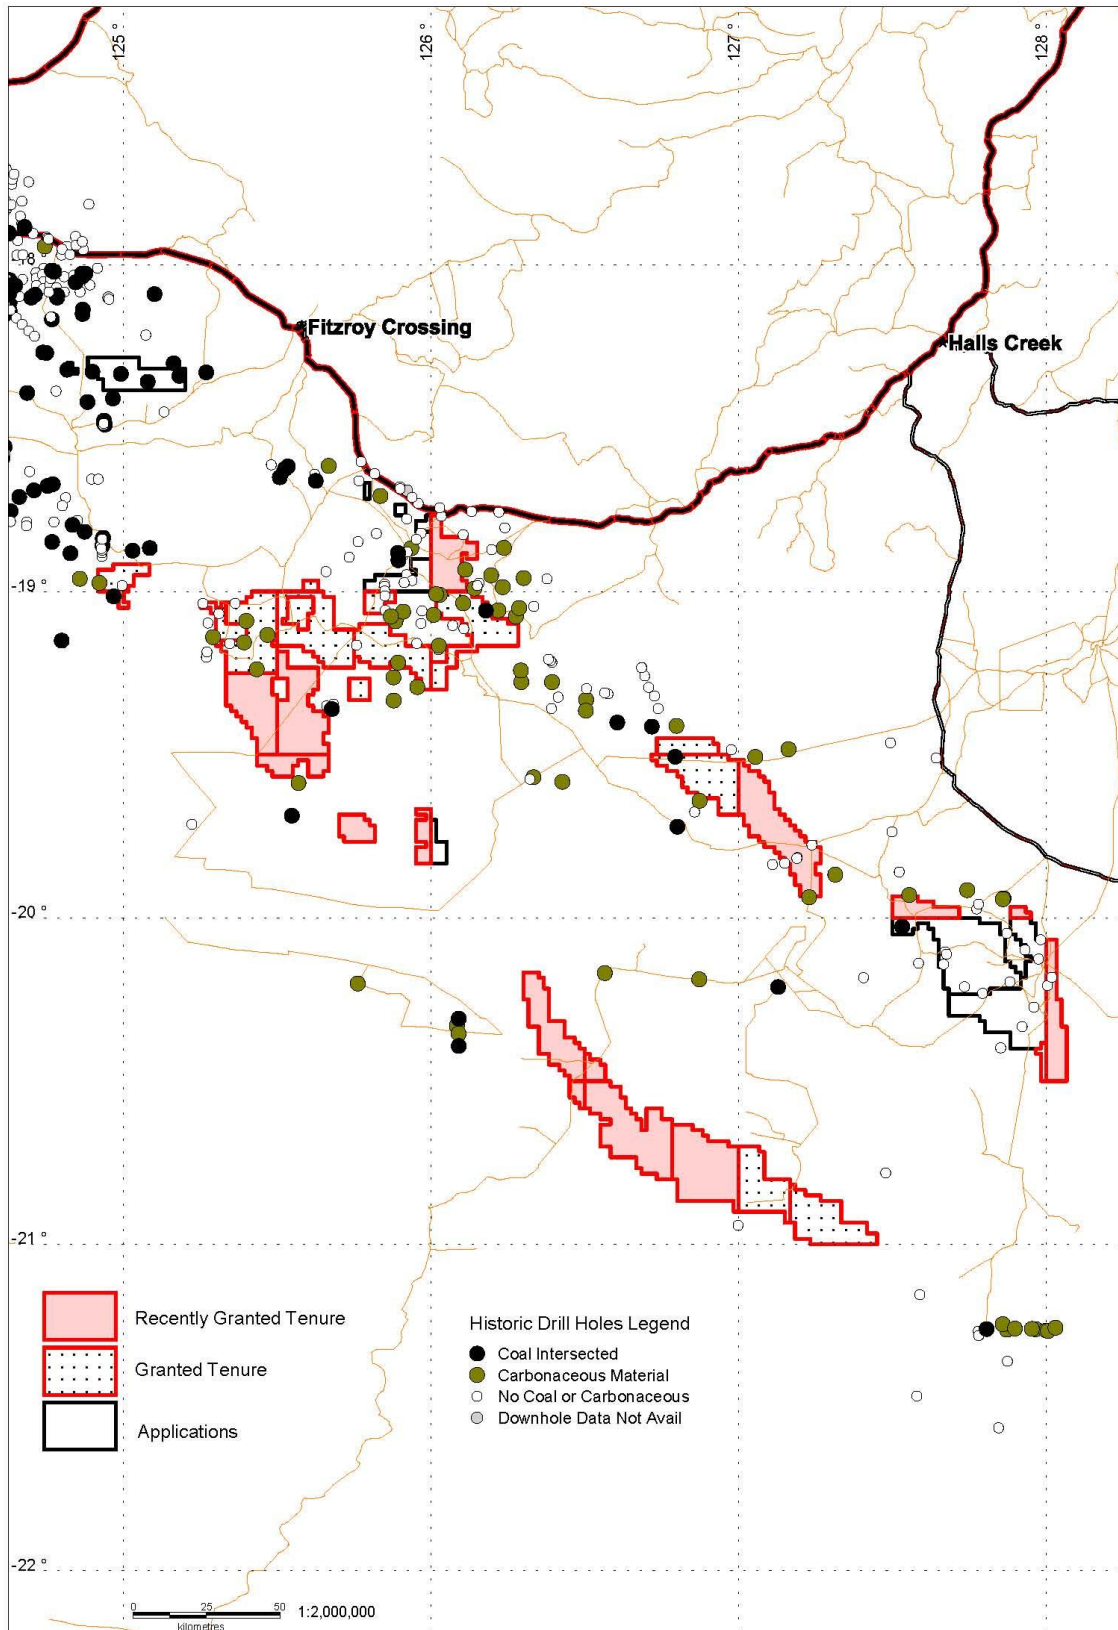 125 °
126 °
127 °
128 °
-18 °
Fitzroy Crossing
Halls Creek
-19 °
-20 °
-21 °
Recently Granted Tenure
Granted Tenure
Applications
Historic Drill Holes Legend
Coal Intersected
Carbonaceous Material
No Coal or Carbonaceous
Downhole Data Not Avail
-22 °
0 25 50
kilometres
1:2,000,000